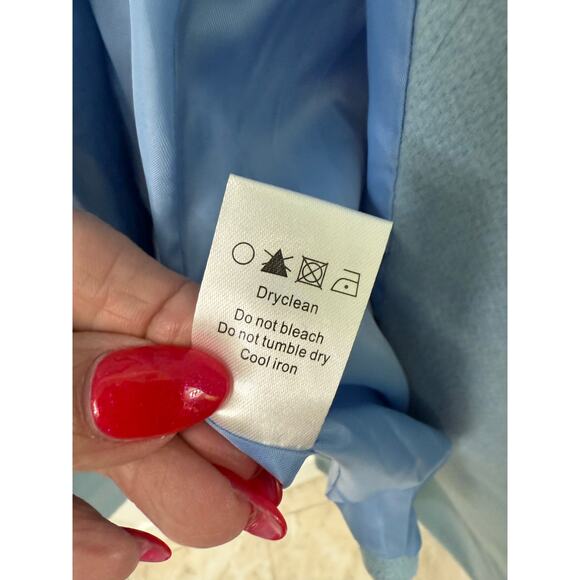 Dryclean
Do not bleach
Do not tumble dry
Cool iron